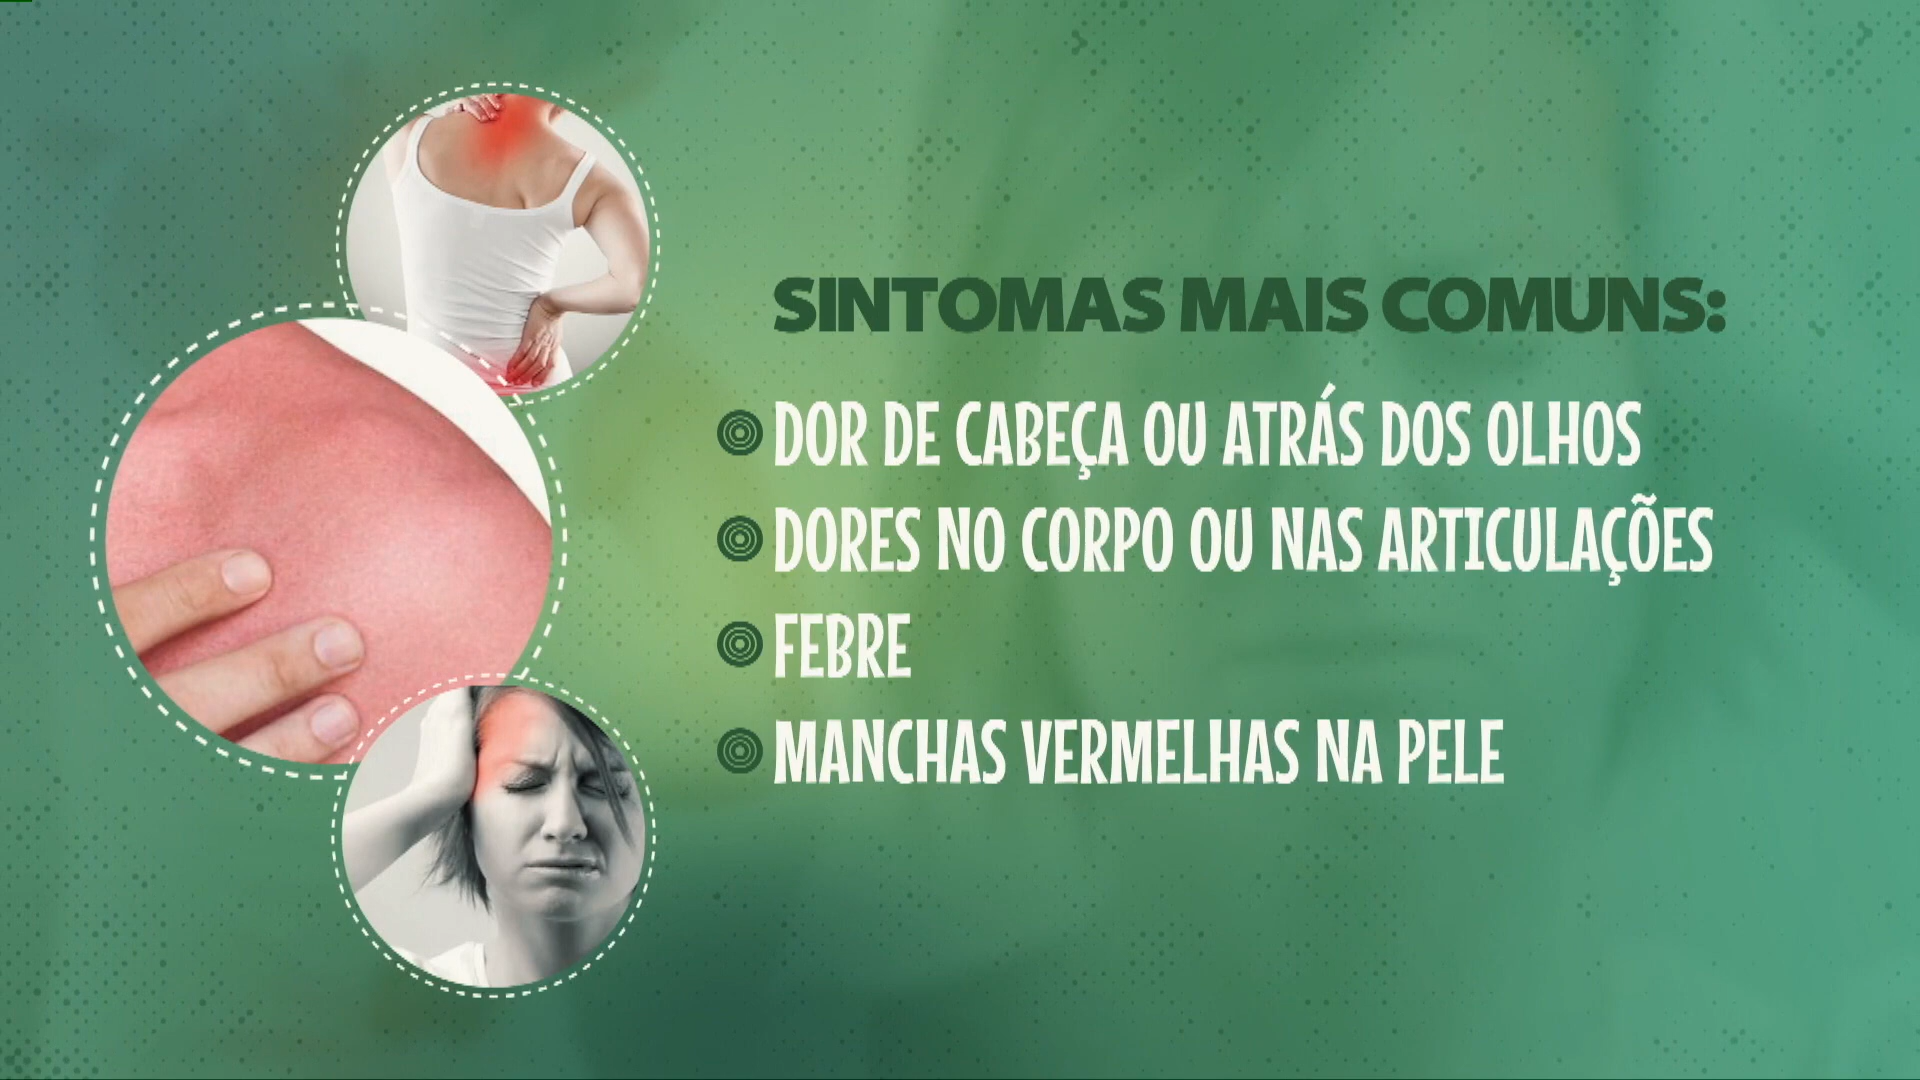 SINTOMAS MAIS COMUNS:
DOR DE CABEÇA OU ATRÁS DOS OLHOS
DORES NO CORPO OU NAS ARTICULAÇÕES
FEBRE
MANCHAS VERMELHAS NA PELE